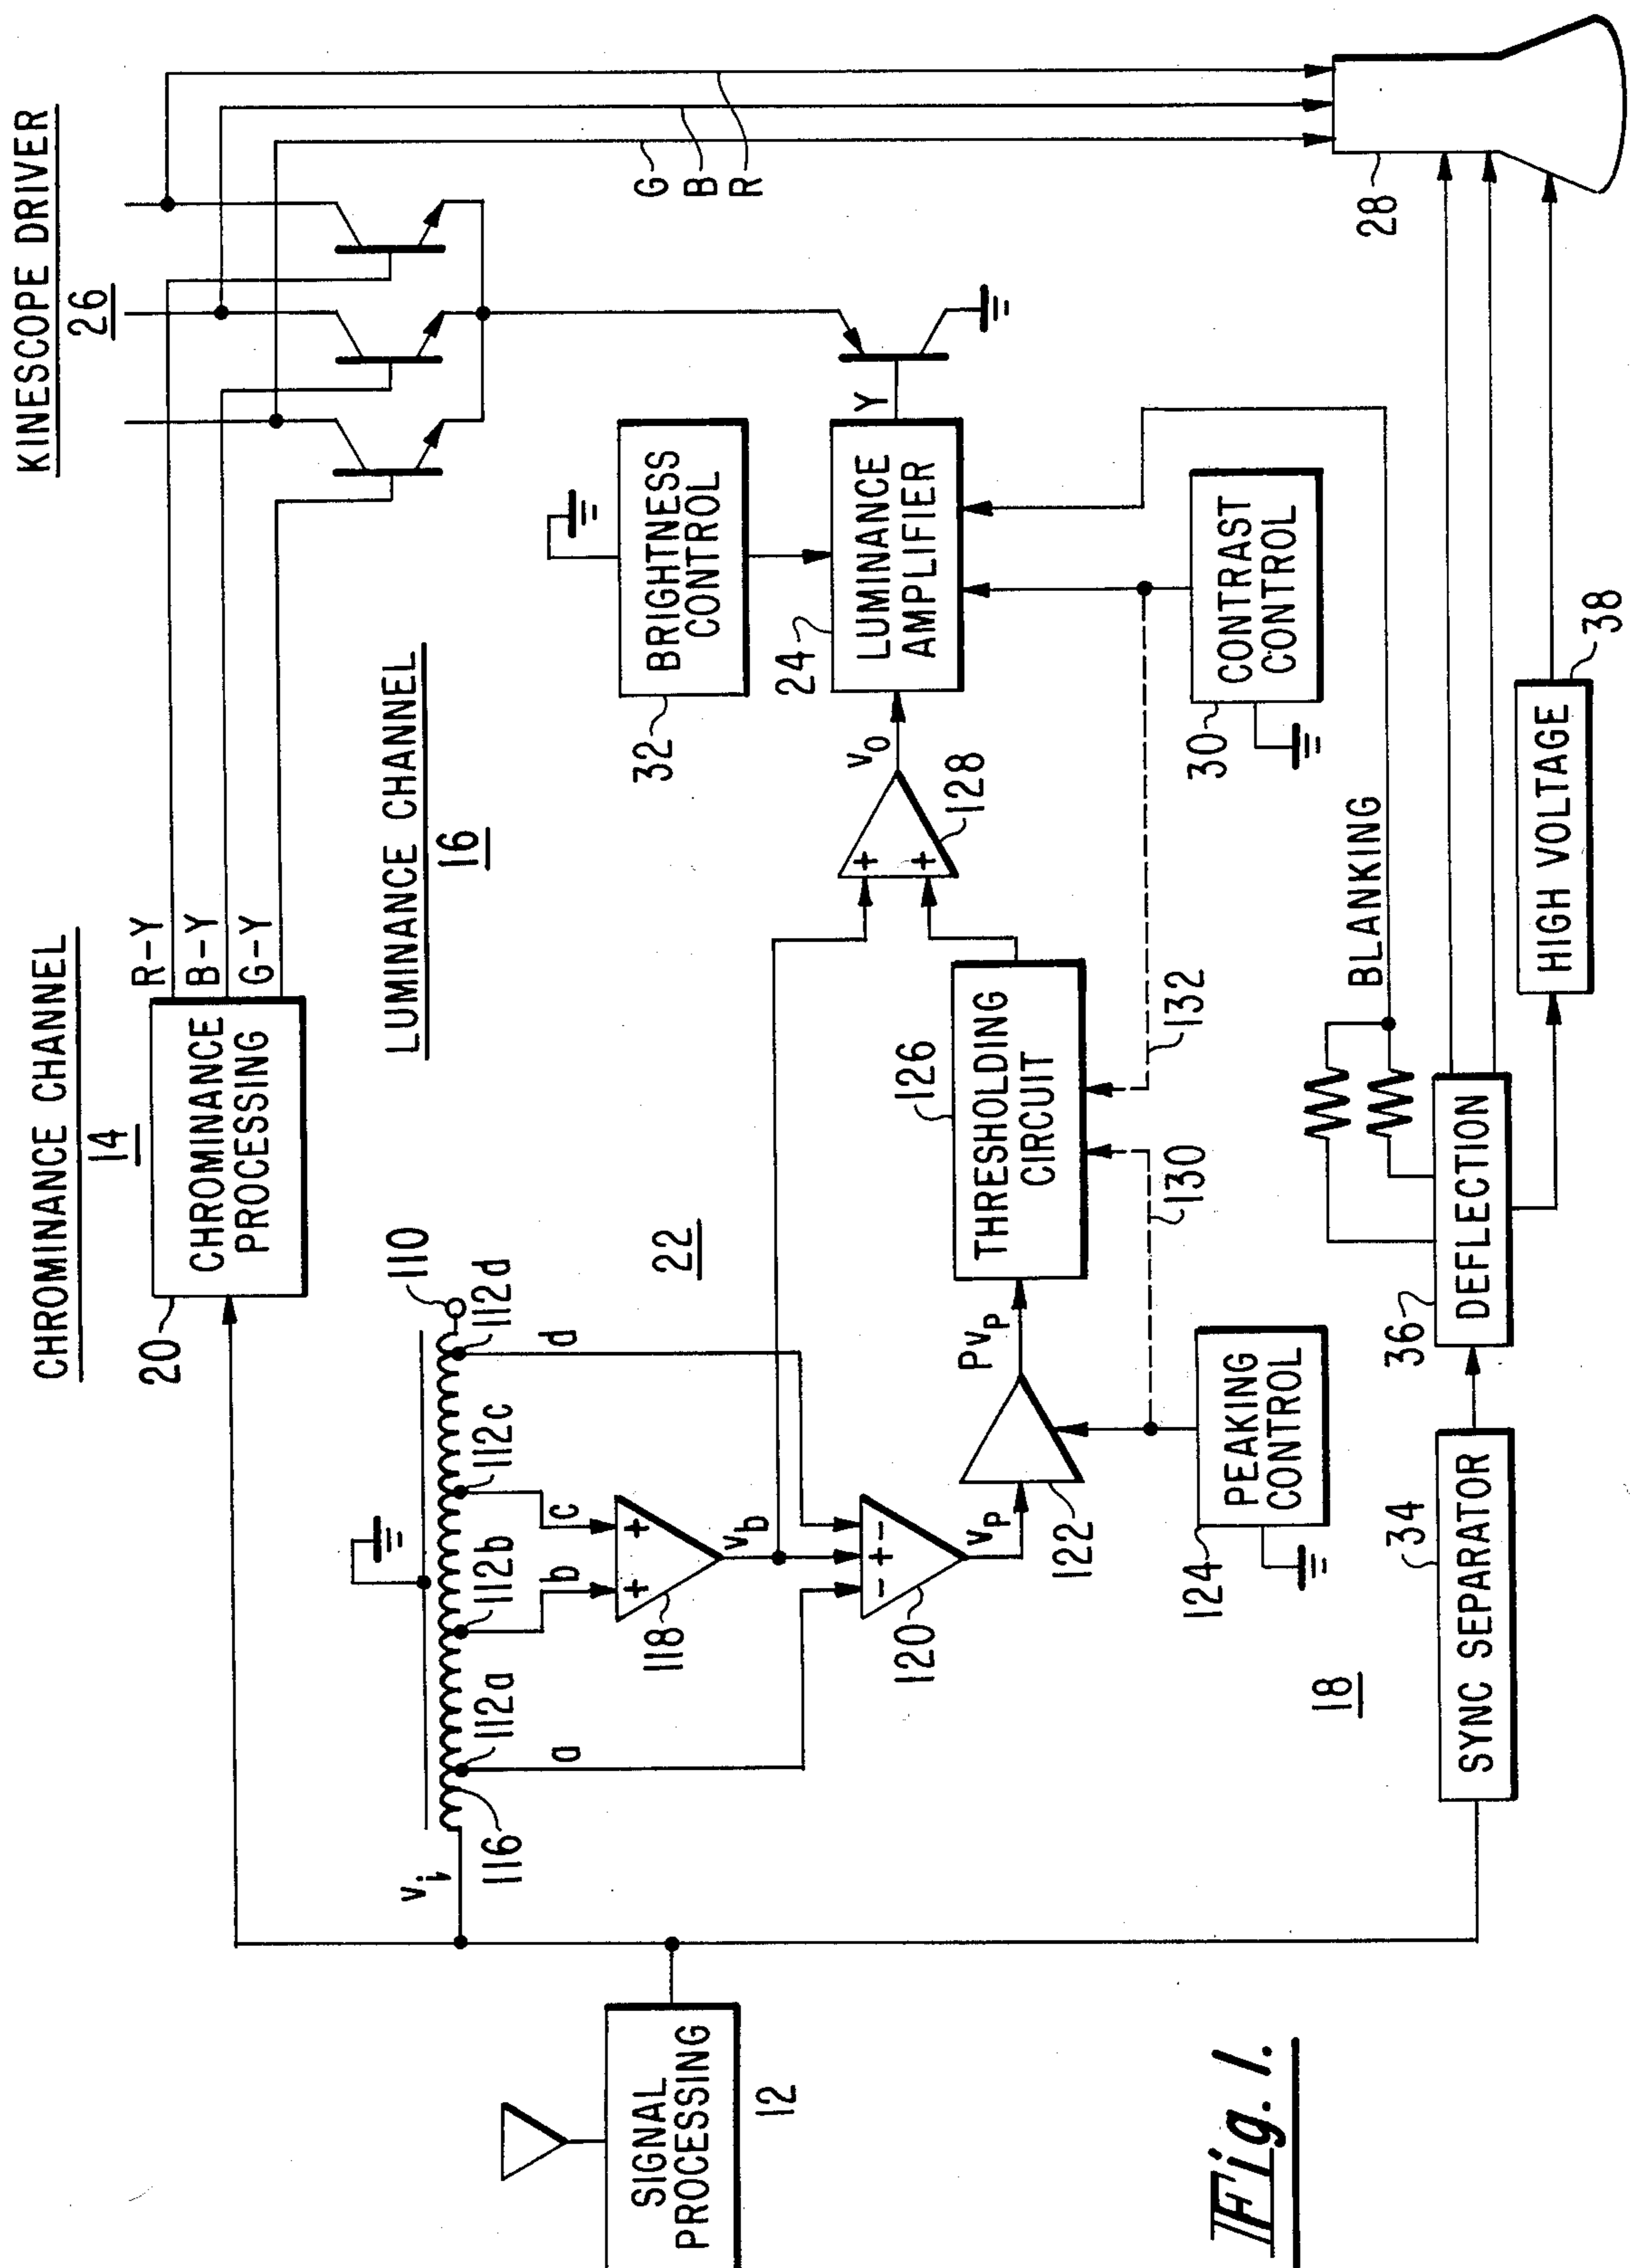 KINESCOPE DRIVER
26
CHROMINANCE CHANNEL
14
R-Y
B-Y
G-Y
CHROMINANCE
PROCESSING
20
LUMINANCE CHANNEL
16
G
B
R
110
112d
112c
112b
112a
116
vi
d
c
b
a
22
+
+
118
vb
-
+
-
120
vp
122
Pvp
PEAKING
CONTROL
124
130
THRESHOLDING
CIRCUIT
126
132
+
+
128
vo
BRIGHTNESS
CONTROL
32
LUMINANCE
AMPLIFIER
24
Y
CONTRAST
CONTROL
30
SIGNAL
PROCESSING
12
18
SYNC SEPARATOR
34
DEFLECTION
36
BLANKING
HIGH VOLTAGE
38
28
Fig. 1.